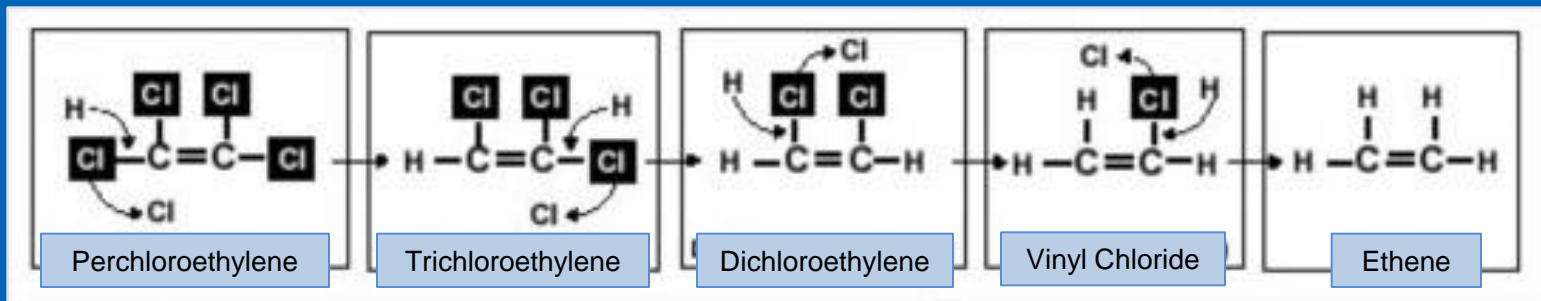 Cl Cl
H
Cl C=C Cl
Cl
Perchloroethylene
Cl Cl
H
H C=C Cl
Cl
Trichloroethylene
Cl
H Cl Cl
H C=C H
Dichloroethylene
Cl
H Cl H
H C=C H
Vinyl Chloride
H H
H C=C H
Ethene